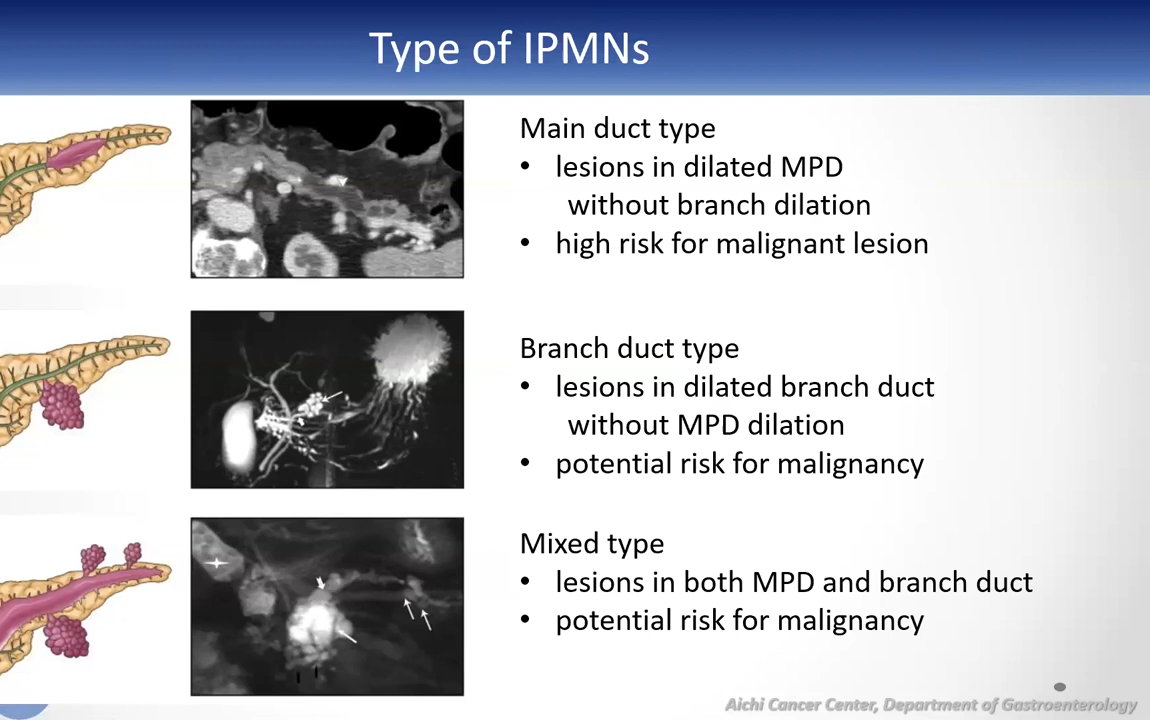 Type of IPMNs
Main duct type
• lesions in dilated MPD
without branch dilation
• high risk for malignant lesion
Branch duct type
• lesions in dilated branch duct
without MPD dilation
• potential risk for malignancy
Mixed type
• lesions in both MPD and branch duct
• potential risk for malignancy
Aichi Cancer Center, Department of Gastroenterology